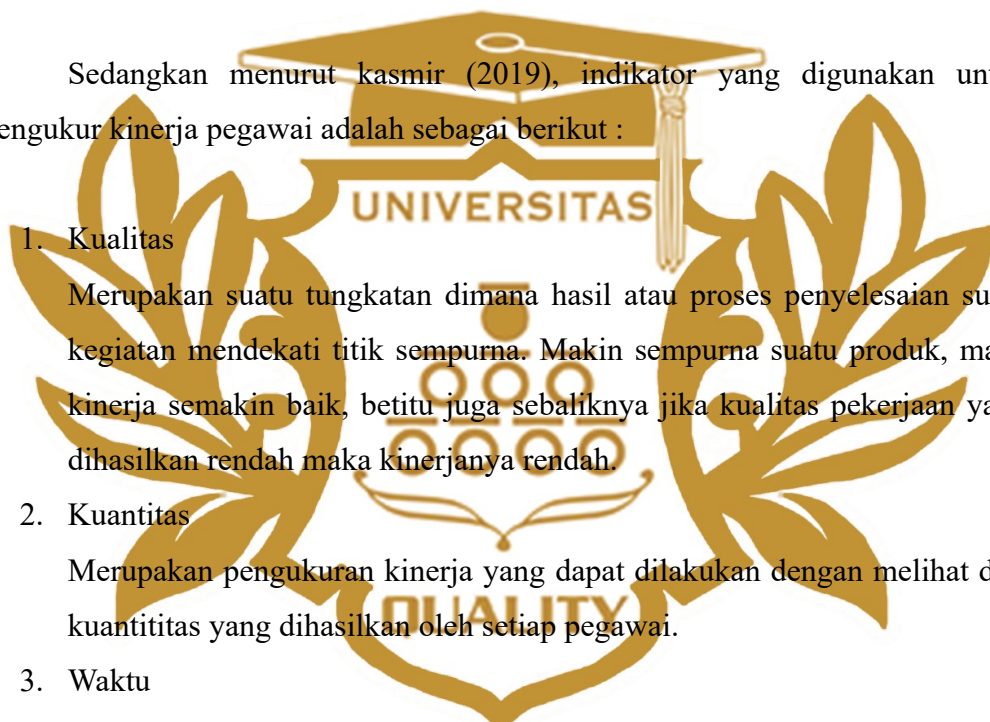 Sedangkan menurut kasmir (2019), indikator yang digunakan unt
engukur kinerja pegawai adalah sebagai berikut :
UNIVERSITAS
1. Kualitas
Merupakan suatu tungkatan dimana hasil atau proses penyelesaian su
kegiatan mendekati titik sempurna. Makin sempurna suatu produk, ma
kinerja semakin baik, betitu juga sebaliknya jika kualitas pekerjaan ya
dihasilkan rendah maka kinerjanya rendah.
2. Kuantitas
Merupakan pengukuran kinerja yang dapat dilakukan dengan melihat d
QUALITY
kuantititas yang dihasilkan oleh setiap pegawai.
3. Waktu